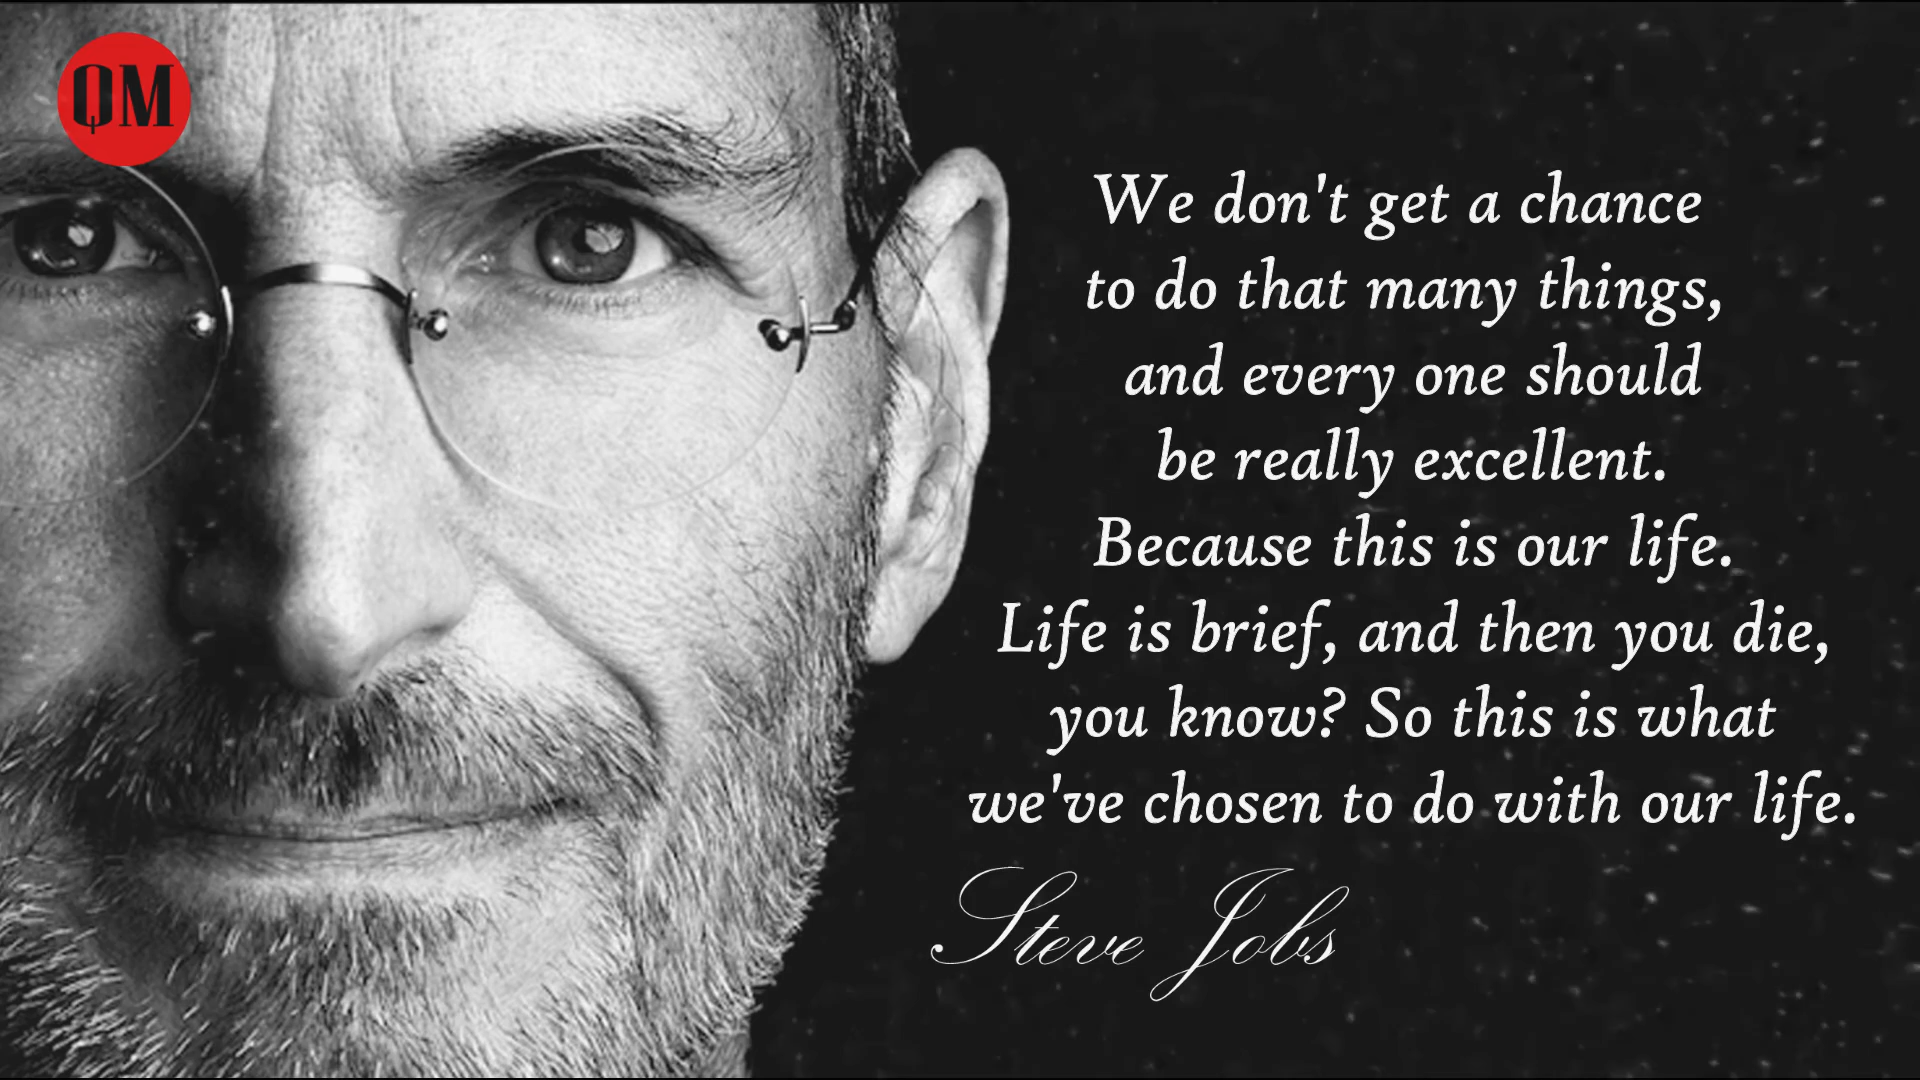 QM
We don't get a chance
to do that many things,
and every one should
be really excellent.
Because this is our life.
Life is brief, and then you die,
you know? So this is what
we've chosen to do with our life.
Steve Jobs